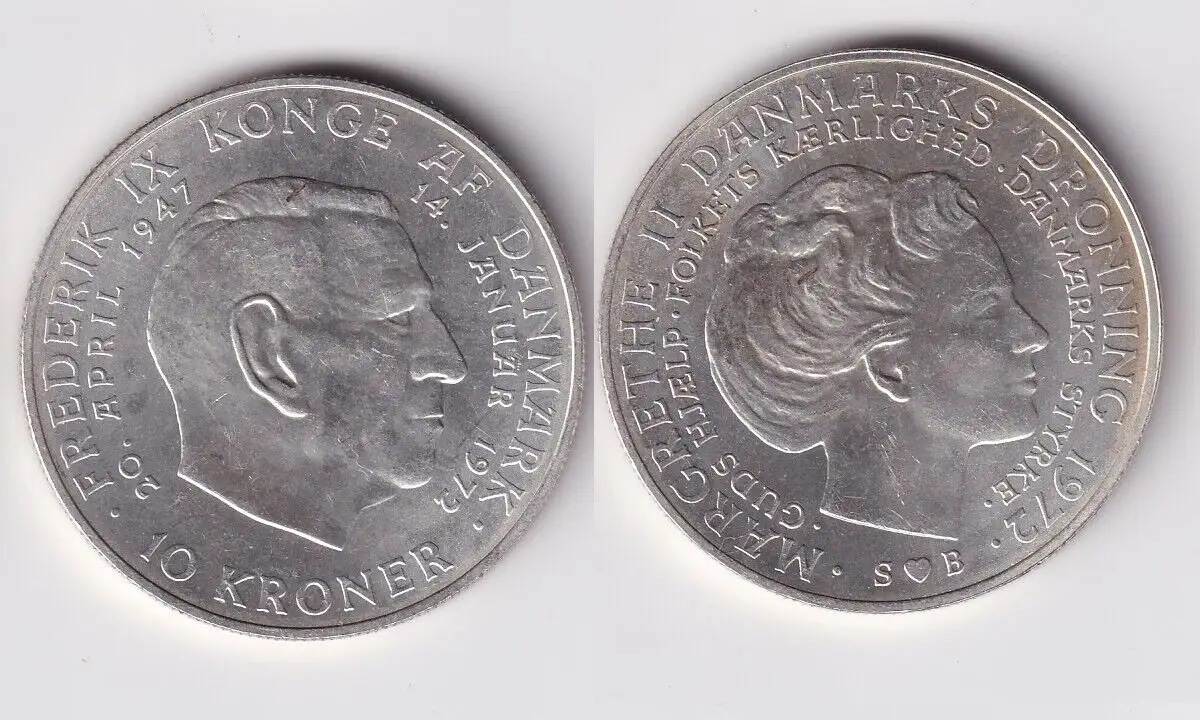 · FREDERIK IX KONGE AF DANMARK ·
20. APRIL 1947
14. JANUAR 1972
10 KRONER
MARGRETHE II DANMARKS DRONNING 1972 ·
· GUDS HJÆLP · FOLKETS KÆRLIGHED · DANMARKS STYRKE ·
· S♥B